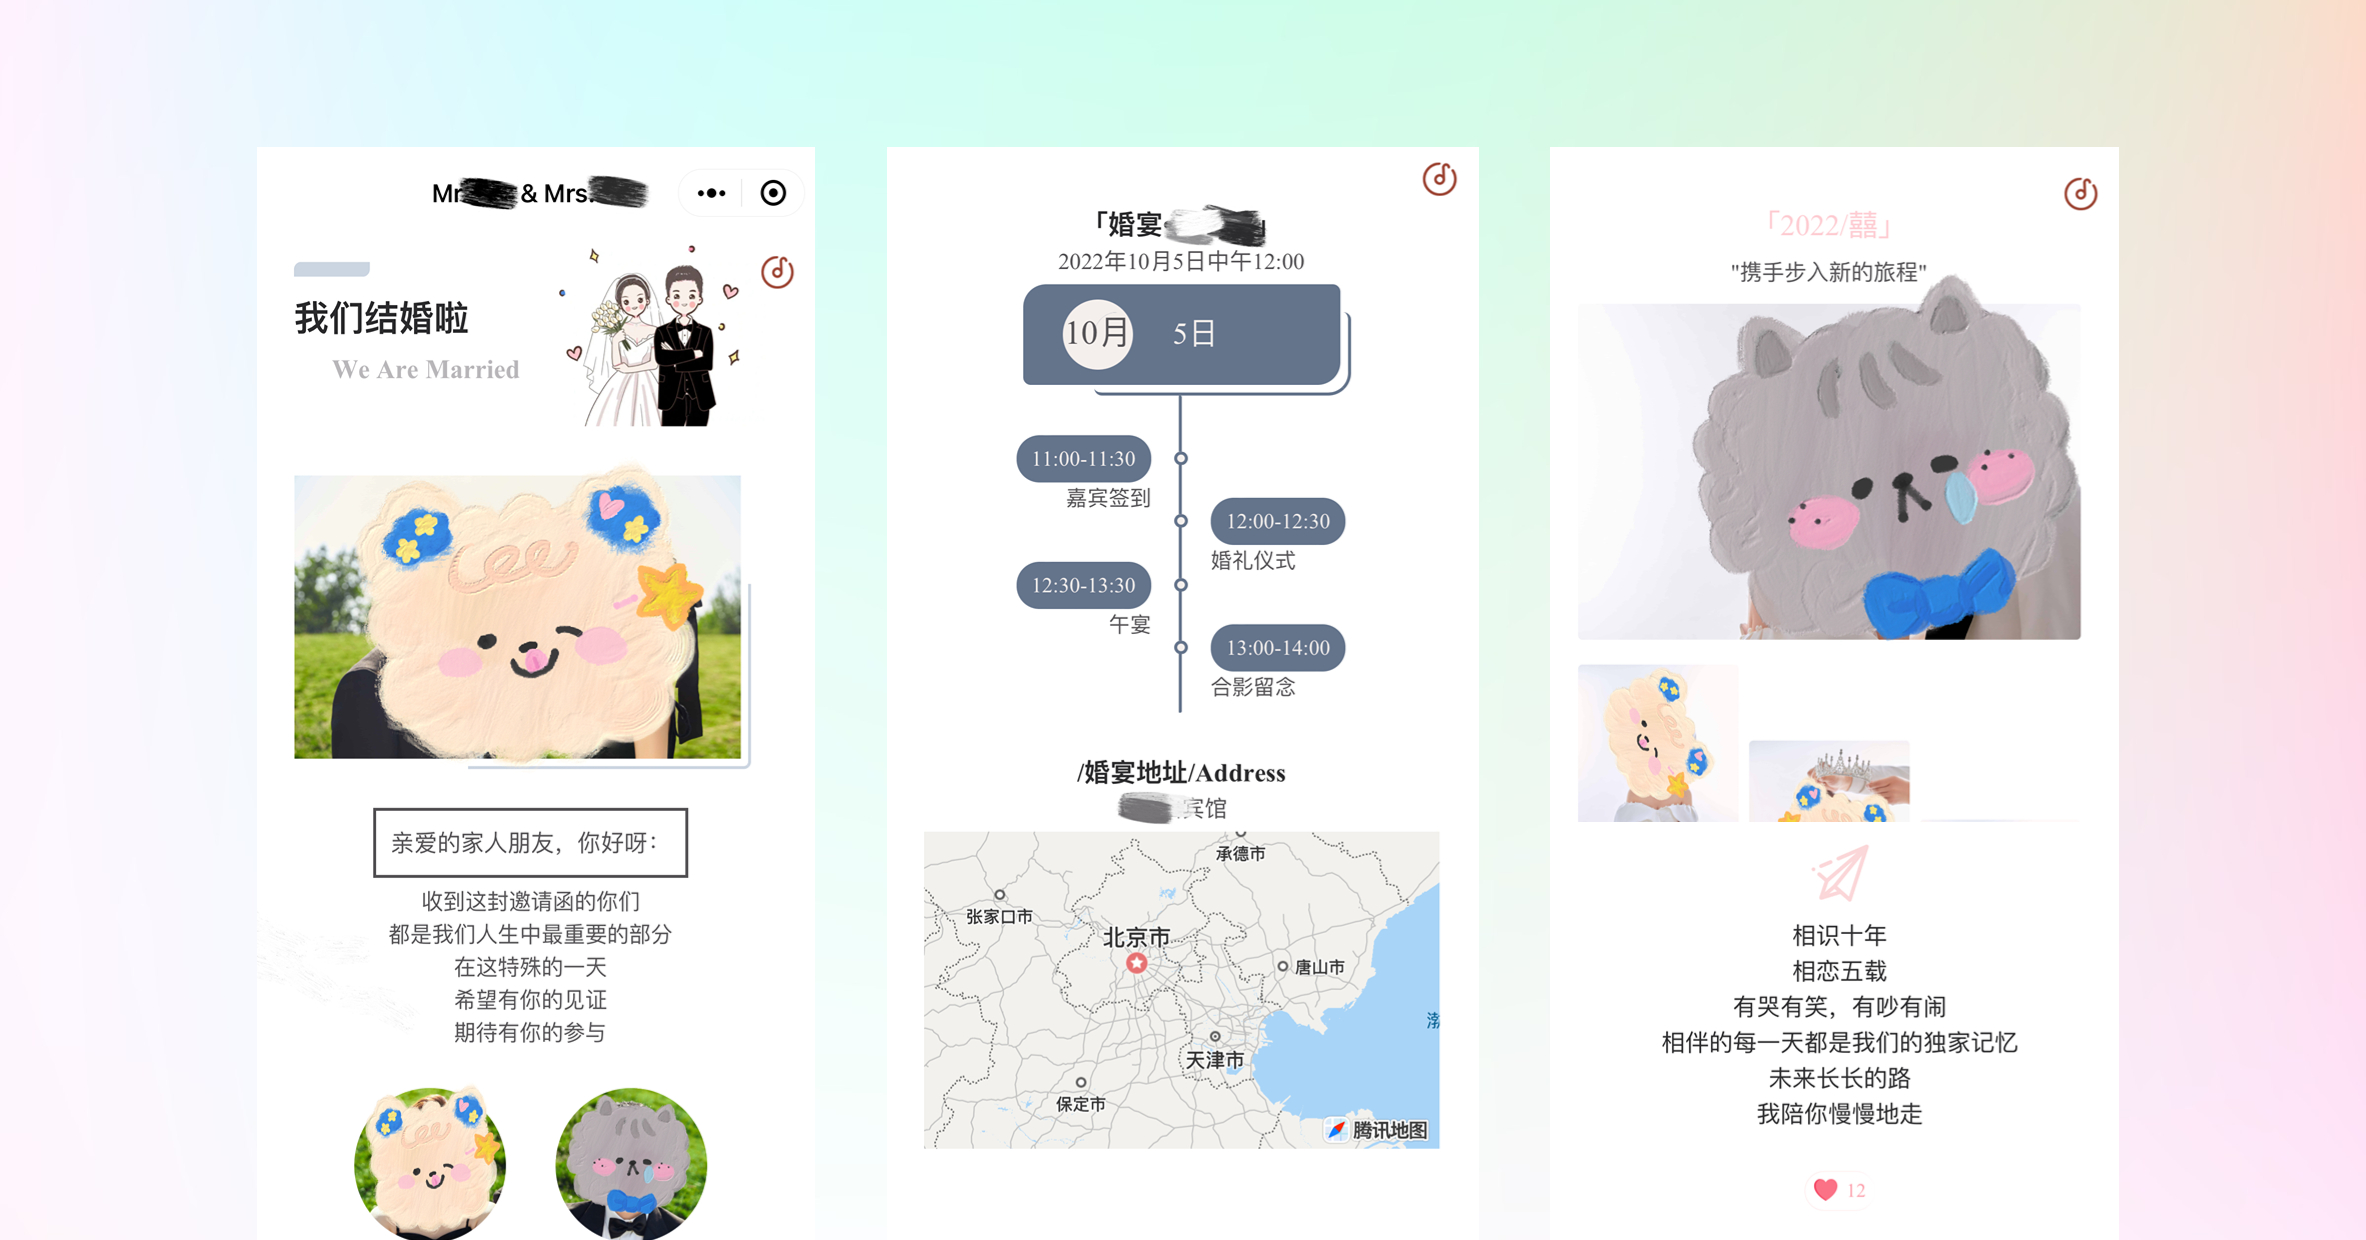 Mr & Mrs.
我们结婚啦
We Are Married
亲爱的家人朋友，你好呀：
收到这封邀请函的你们
都是我们人生中最重要的部分
在这特殊的一天
希望有你的见证
期待有你的参与
「婚宴 」
2022年10月5日中午12:00
10月 5日
11:00-11:30
嘉宾签到
12:00-12:30
婚礼仪式
12:30-13:30
午宴
13:00-14:00
合影留念
/婚宴地址/Address
宾馆
承德市
张家口市
北京市
唐山市
渤
天津市
保定市
腾讯地图
「2022/囍」
"携手步入新的旅程"
相识十年
相恋五载
有哭有笑，有吵有闹
相伴的每一天都是我们的独家记忆
未来长长的路
我陪你慢慢地走
12